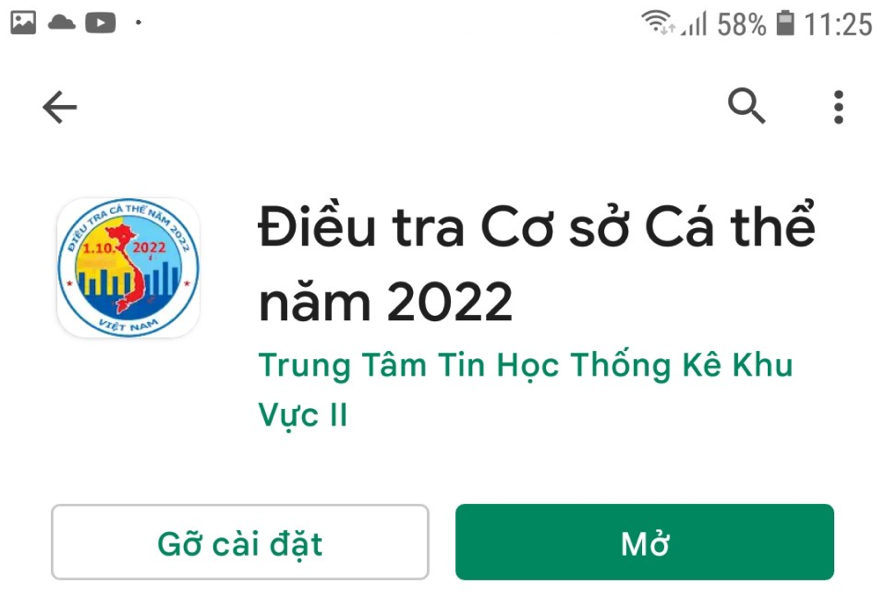 58% 11:25
ĐIỀU TRA CÁ THỂ NĂM 2022
1.10.2022
VIỆT NAM
Điều tra Cơ sở Cá thể
năm 2022
Trung Tâm Tin Học Thống Kê Khu
Vực II
Gỡ cài đặt
Mở